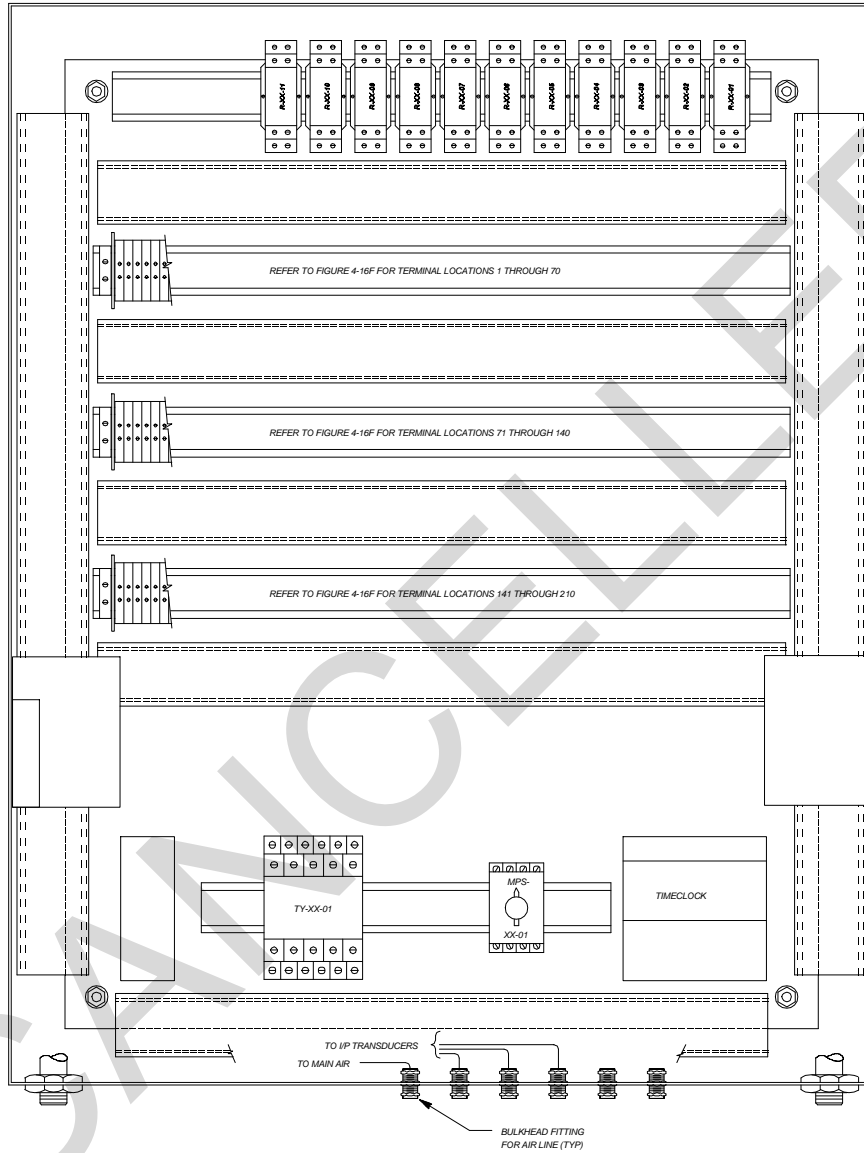 R-XX-11 R-XX-10 R-XX-09 R-XX-08 R-XX-07 R-XX-06 R-XX-05 R-XX-04 R-XX-03 R-XX-02 R-XX-01
REFER TO FIGURE 4-16F FOR TERMINAL LOCATIONS 1 THROUGH 70
REFER TO FIGURE 4-16F FOR TERMINAL LOCATIONS 71 THROUGH 140
REFER TO FIGURE 4-16F FOR TERMINAL LOCATIONS 141 THROUGH 210
TY-XX-01
MPS-
XX-01
TIMECLOCK
TO I/P TRANSDUCERS
TO MAIN AIR
BULKHEAD FITTING
FOR AIR LINE (TYP)
CANCELLE